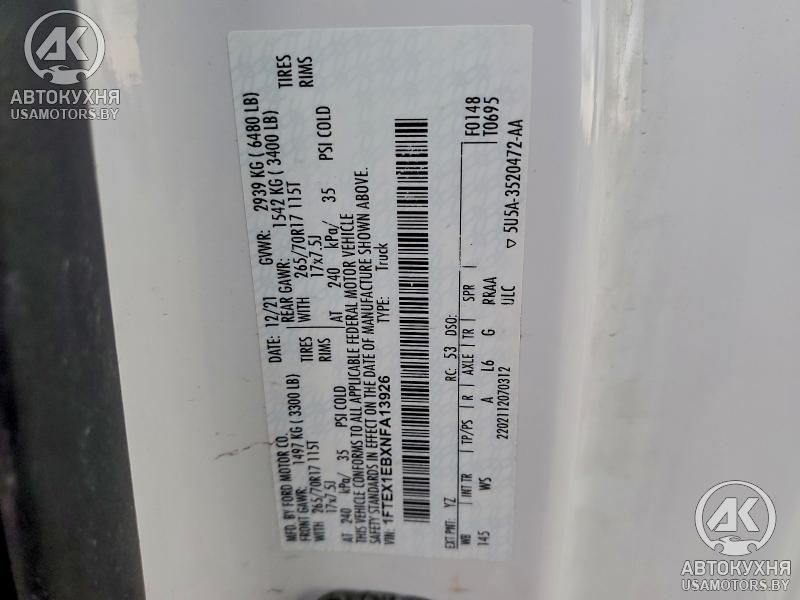 MFD. BY FORD MOTOR CO.
DATE: 12/21 GVWR: 2939 KG ( 6480 LB)
FRONT GAWR: 1497 KG ( 3300 LB) REAR GAWR: 1542 KG ( 3400 LB)
WITH 265/70R17 115T TIRES WITH 265/70R17 115T TIRES
17x7.5J RIMS 17x7.5J RIMS
AT 240 kPa/ 35 PSI COLD AT 240 kPa/ 35 PSI COLD
THIS VEHICLE CONFORMS TO ALL APPLICABLE FEDERAL MOTOR VEHICLE
SAFETY STANDARDS IN EFFECT ON THE DATE OF MANUFACTURE SHOWN ABOVE.
VIN: 1FTEX1EBXNFA13926 TYPE: Truck
F0148
T0695
EXT PNT: YZ RC: 53 DSO:
WB INT TR TP/PS R AXLE TR SPR
145 WS A L6 G RRAA
2202112070312 ULC
5U5A-3520472-AA
АК
АВТОКУХНЯ
USAMOTORS.BY
АК
АВТОКУХНЯ
USAMOTORS.BY